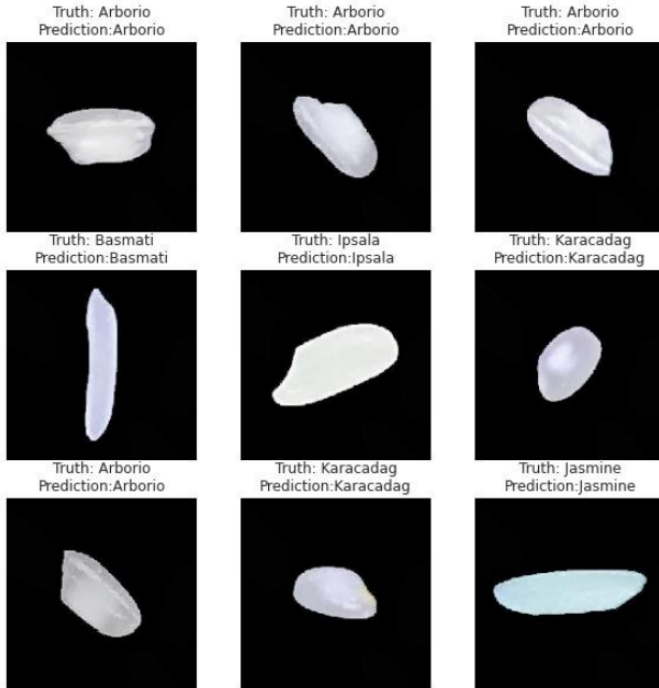 Truth: Arborio
Prediction:Arborio
Truth: Arborio
Prediction:Arborio
Truth: Arborio
Prediction:Arborio
Truth: Basmati
Prediction:Basmati
Truth: Ipsala
Prediction:Ipsala
Truth: Karacadag
Prediction:Karacadag
Truth: Arborio
Prediction:Arborio
Truth: Karacadag
Prediction:Karacadag
Truth: Jasmine
Prediction:Jasmine